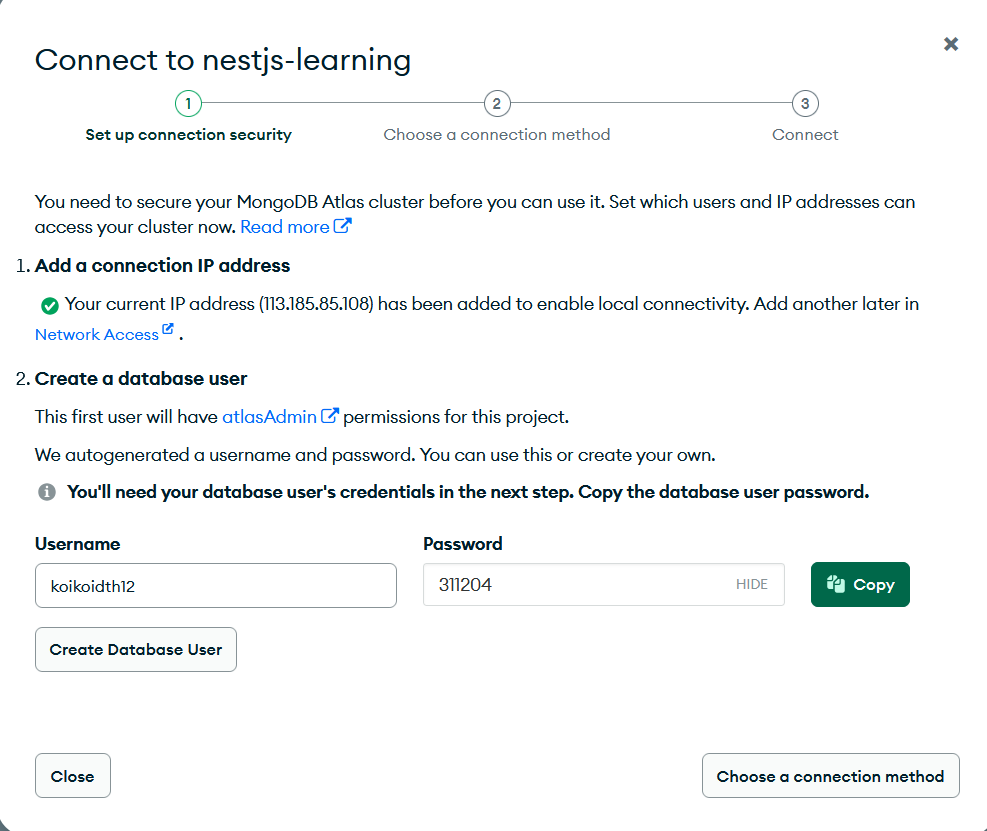 Connect to nestjs-learning
1
2
3
Set up connection security
Choose a connection method
Connect
You need to secure your MongoDB Atlas cluster before you can use it. Set which users and IP addresses can
access your cluster now. Read more
1. Add a connection IP address
Your current IP address (113.185.85.108) has been added to enable local connectivity. Add another later in
Network Access .
2. Create a database user
This first user will have atlasAdmin permissions for this project.
We autogenerated a username and password. You can use this or create your own.
You'll need your database user's credentials in the next step. Copy the database user password.
Username
Password
koikoidth12
311204
HIDE
Copy
Create Database User
Close
Choose a connection method